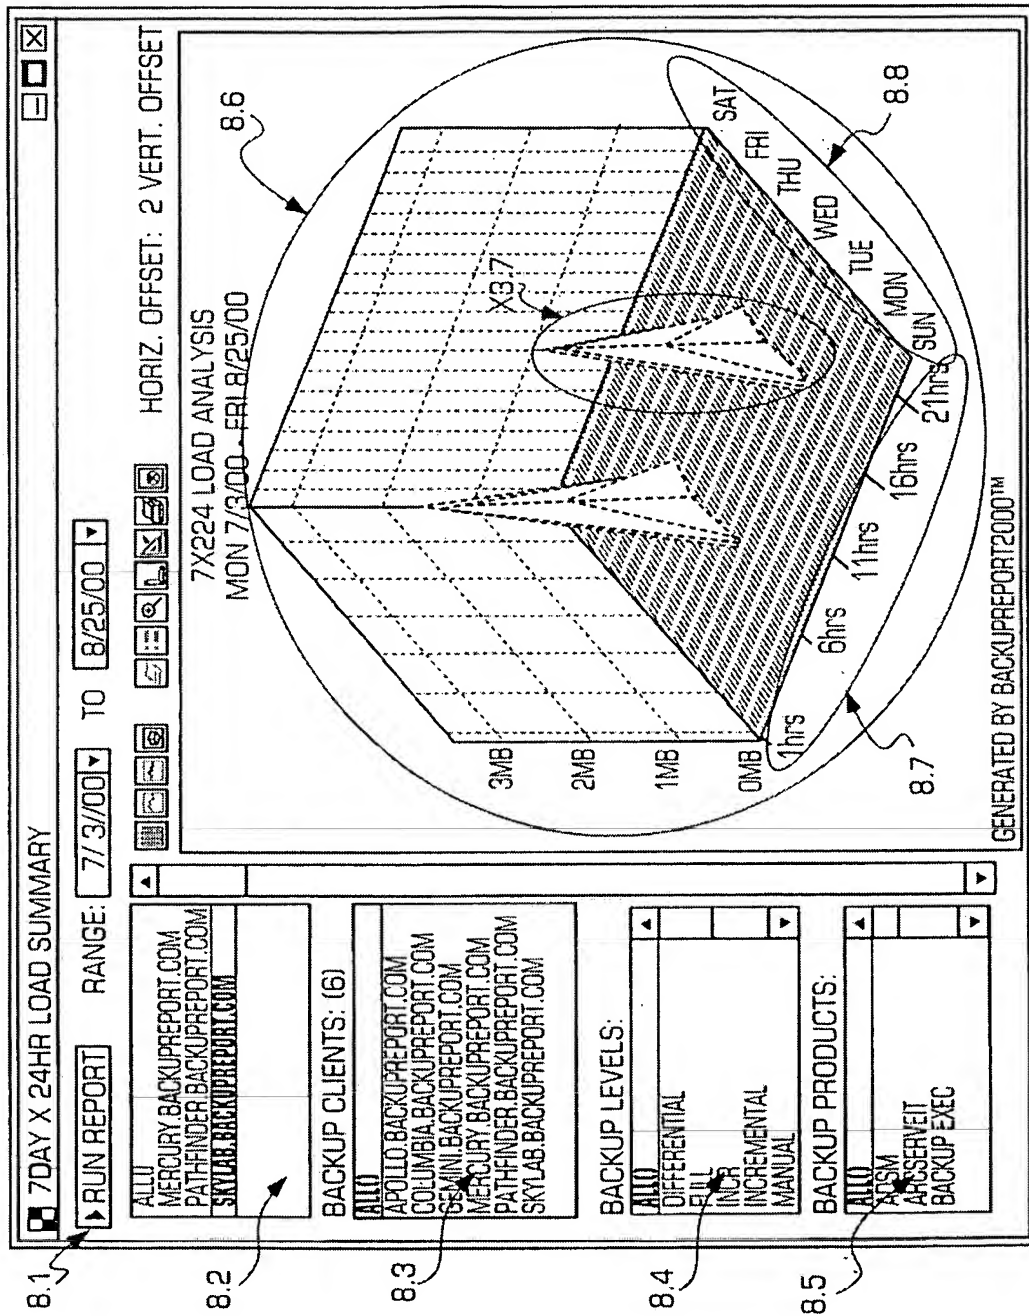 7DAY X 24HR LOAD SUMMARY
RUN REPORT RANGE: 7/ 3//00 TO 8/25/00
HORIZ. OFFSET: 2 VERT. OFFSET
8.1
ALLU
MERCURY.BACKUPREPORT.COM
PATHFINDER.BACKUPREPORT.COM
SKYLAB.BACKUPREPORT.COM
8.2
BACKUP CLIENTS: (6)
ALLO
APOLLO.BACKUPREPORT.COM
COLUMBIA.BACKUPREPORT.COM
GEMINI.BACKUPREPORT.COM
MERCURY.BACKUPREPORT.COM
PATHFINDER.BACKUPREPORT.COM
SKYLAB.BACKUPREPORT.COM
8.3
BACKUP LEVELS:
ALLO
DIFFERENTIAL
FULL
INCR
INCREMENTAL
MANUAL
8.4
BACKUP PRODUCTS:
ALLO
ARCSERVEIT
BACKUP EXEC
8.5
7X224 LOAD ANALYSIS
MON 7/3/00 - FRI 8/25/00
8.6
X3.7
3MB
2MB
1MB
0MB
1hrs
6hrs
11hrs
16hrs
21hrs
SUN
MON
TUE
WED
THU
FRI
SAT
8.7
8.8
GENERATED BY BACKUPREPORT2000™